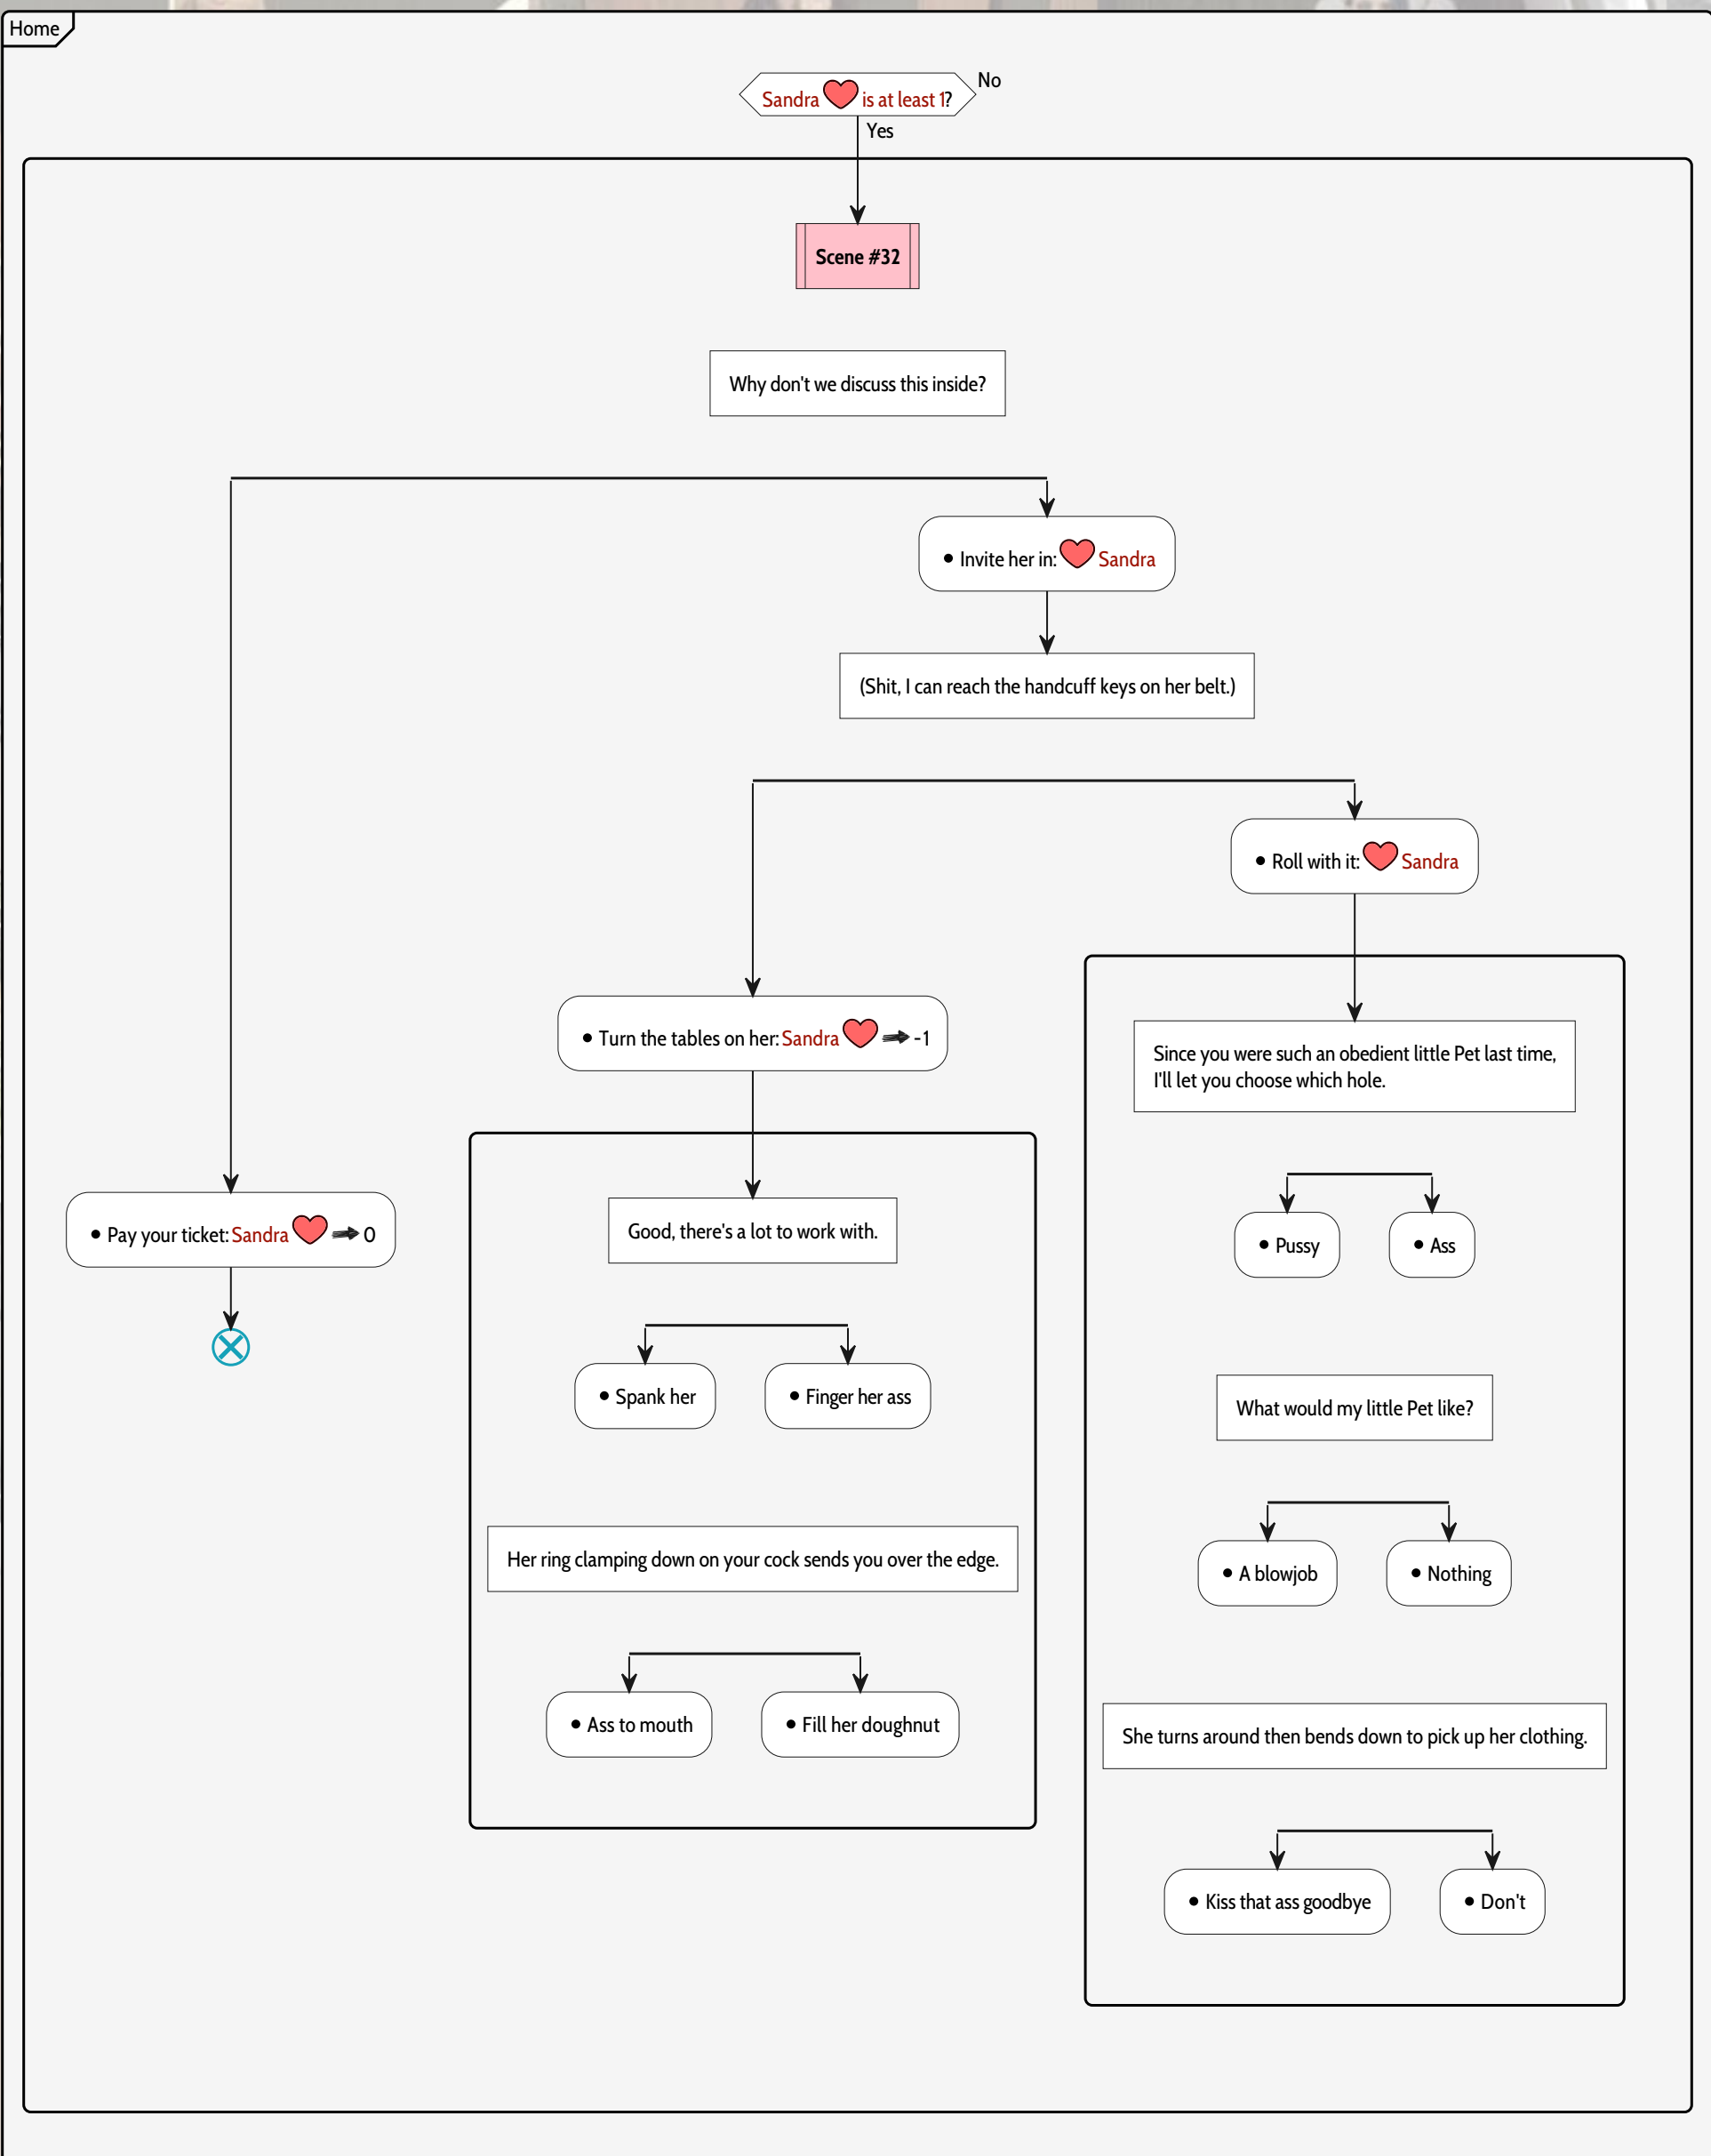 Home
Sandra is at least 1?
No
Yes
Scene #32
Why don't we discuss this inside?
• Invite her in: Sandra
(Shit, I can reach the handcuff keys on her belt.)
• Roll with it: Sandra
• Turn the tables on her: Sandra -1
Since you were such an obedient little Pet last time,
I'll let you choose which hole.
• Pay your ticket: Sandra 0
Good, there's a lot to work with.
• Pussy
• Ass
• Spank her
• Finger her ass
What would my little Pet like?
Her ring clamping down on your cock sends you over the edge.
• A blowjob
• Nothing
• Ass to mouth
• Fill her doughnut
She turns around then bends down to pick up her clothing.
• Kiss that ass goodbye
• Don't